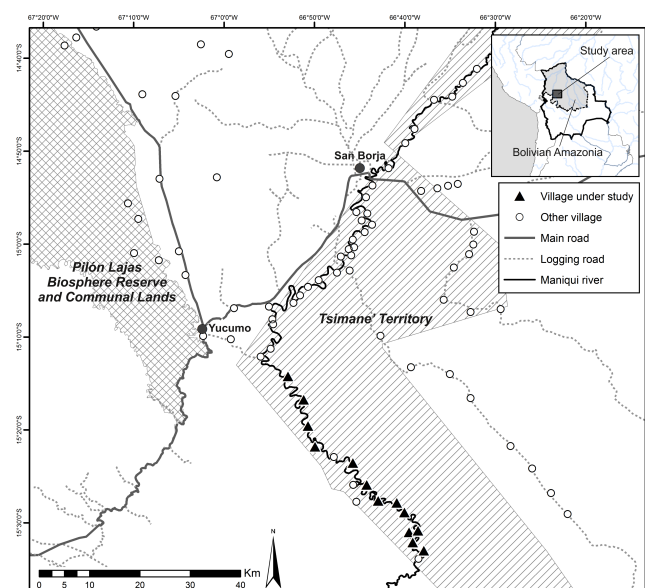 67°20'0"W 67°10'0"W 67°0'0"W 66°50'0"W 66°40'0"W 66°30'0"W 66°20'0"W
14°40'0"S
Study area
Bolivian Amazonia
14°50'0"S
San Borja
Village under study
Other village
Main road
Logging road
Maniqui river
15°0'0"S
Pilón Lajas
Biosphere Reserve
and Communal Lands
Tsimane' Territory
Yucumo
15°10'0"S
15°20'0"S
15°30'0"S
N
Km
0 5 10 20 30 40